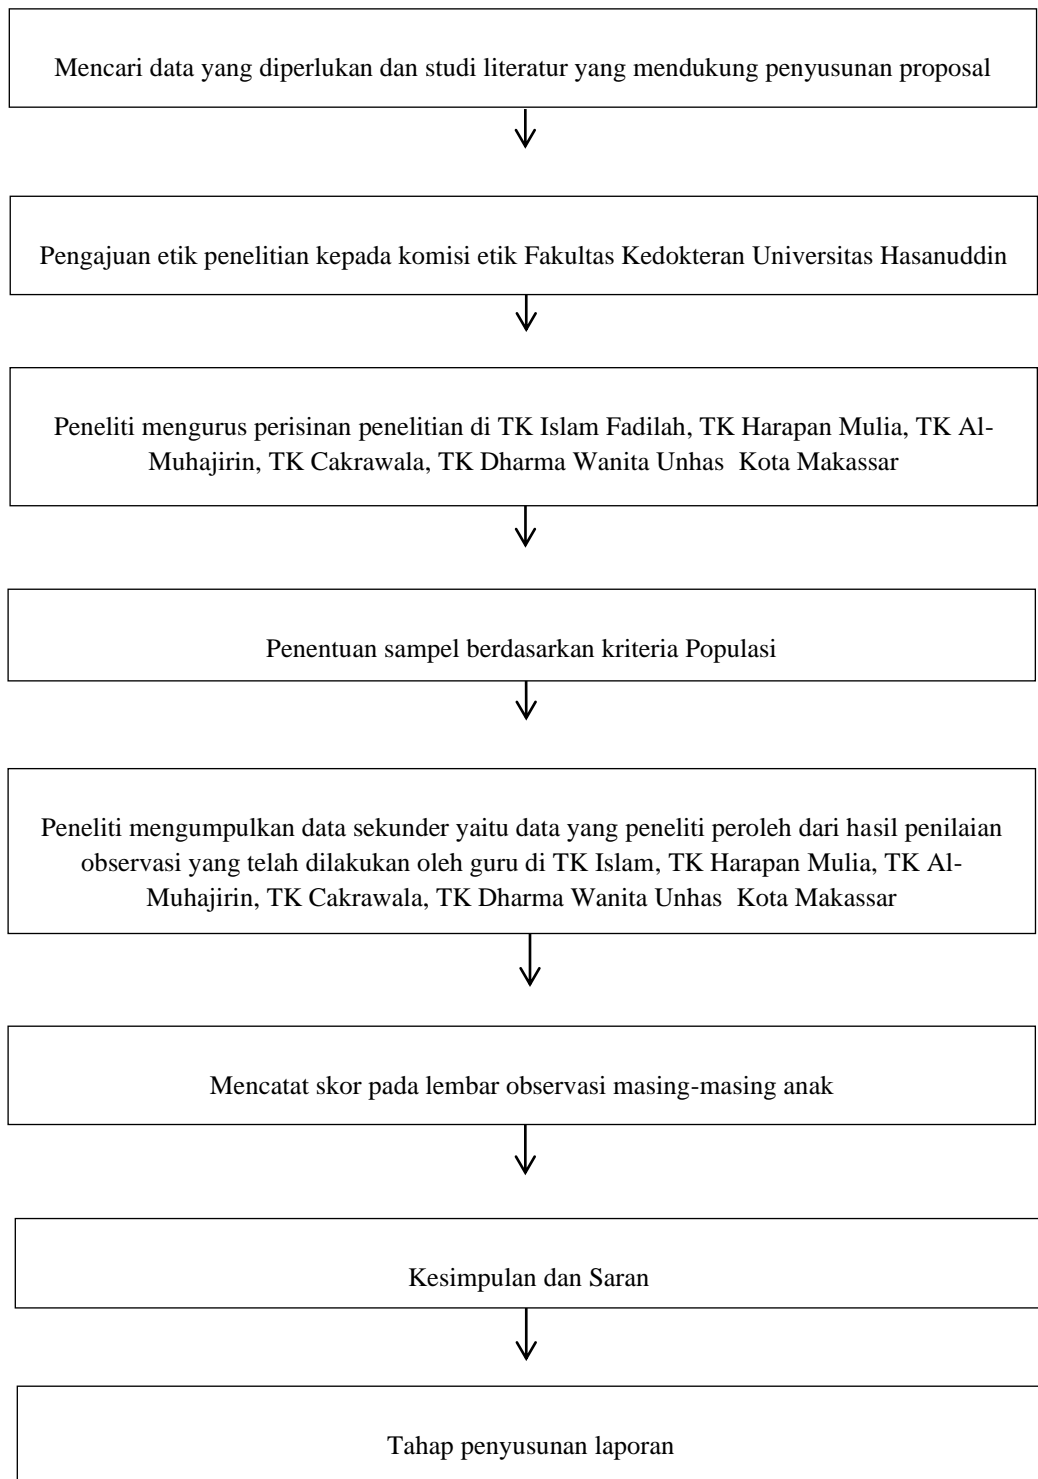 Mencari data yang diperlukan dan studi literatur yang mendukung penyusunan proposal
Pengajuan etik penelitian kepada komisi etik Fakultas Kedokteran Universitas Hasanuddin
Peneliti mengurus perisinan penelitian di TK Islam Fadilah, TK Harapan Mulia, TK Al-
Muhajirin, TK Cakrawala, TK Dharma Wanita Unhas  Kota Makassar
Penentuan sampel berdasarkan kriteria Populasi
Peneliti mengumpulkan data sekunder yaitu data yang peneliti peroleh dari hasil penilaian
observasi yang telah dilakukan oleh guru di TK Islam, TK Harapan Mulia, TK Al-
Muhajirin, TK Cakrawala, TK Dharma Wanita Unhas  Kota Makassar
Mencatat skor pada lembar observasi masing-masing anak
Kesimpulan dan Saran
Tahap penyusunan laporan